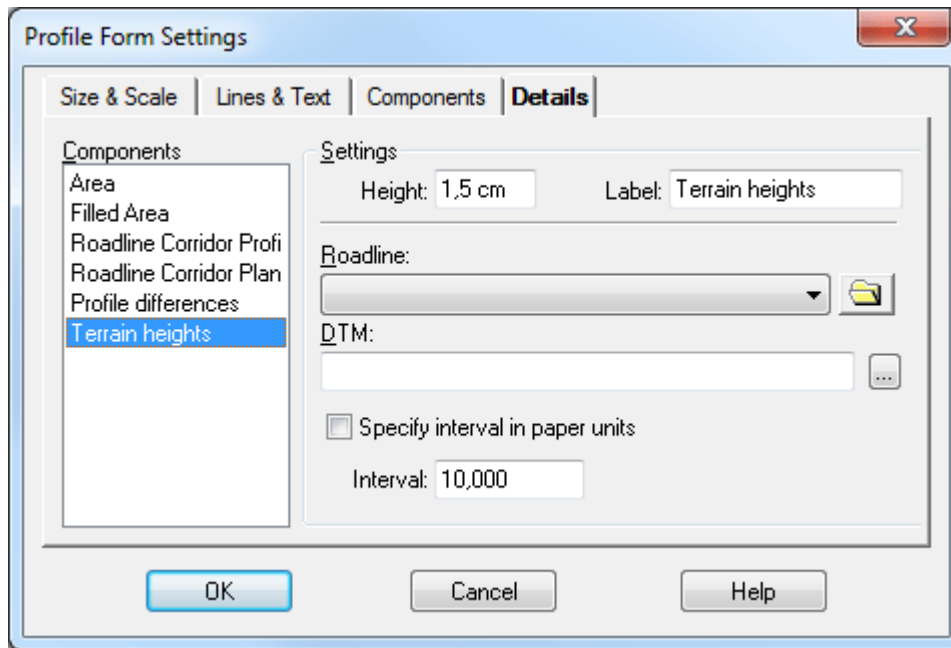 Profile Form Settings
Size & Scale
Lines & Text
Components
Details
Components
Area
Filled Area
Roadline Corridor Profi
Roadline Corridor Plan
Profile differences
Terrain heights
Settings
Height: 1,5 cm
Label: Terrain heights
Roadline:
DTM:
...
Specify interval in paper units
Interval: 10,000
OK
Cancel
Help